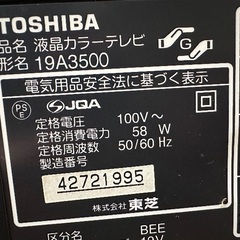 TOSHIBA
品名 液晶カラーテレビ
形名 19A3500
G
電気用品安全法に基づく表示
PS
E
JQA
定格電圧: 100V～
定格消費電力: 58 W
定格周波数: 50/60 Hz
製造番号
42721995
株式会社 東芝
区分名 BEE